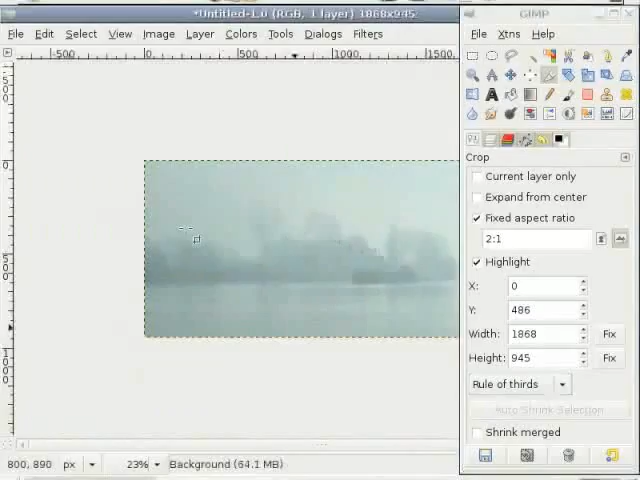 *Untitled-1.0 (RGB, 1 layer) 1868x945
GIMP
File Edit Select View Image Layer Colors Tools Dialogs Filters
File Xtns Help
-500 0 500 1000 1500
0
500
1000
Crop
Current layer only
Expand from center
Fixed aspect ratio
2:1
Highlight
X: 0
Y: 486
Width: 1868 Fix
Height: 945 Fix
Rule of thirds
Auto Shrink Selection
Shrink merged
800, 890 px 23% Background (64.1 MB)